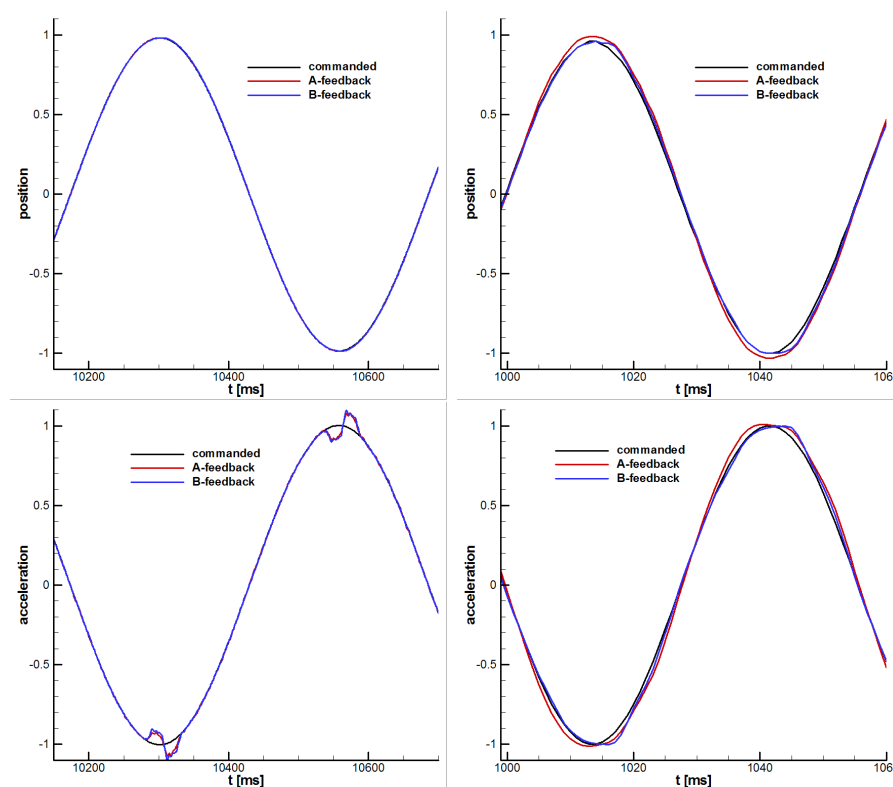 1
0.5
0
-0.5
-1
position
commanded
A-feedback
B-feedback
10200
10400
10600
t [ms]
1
0.5
0
-0.5
-1
position
commanded
A-feedback
B-feedback
1000
1020
1040
106
t [ms]
1
0.5
0
-0.5
-1
acceleration
commanded
A-feedback
B-feedback
10200
10400
10600
t [ms]
1
0.5
0
-0.5
-1
acceleration
commanded
A-feedback
B-feedback
1000
1020
1040
106
t [ms]